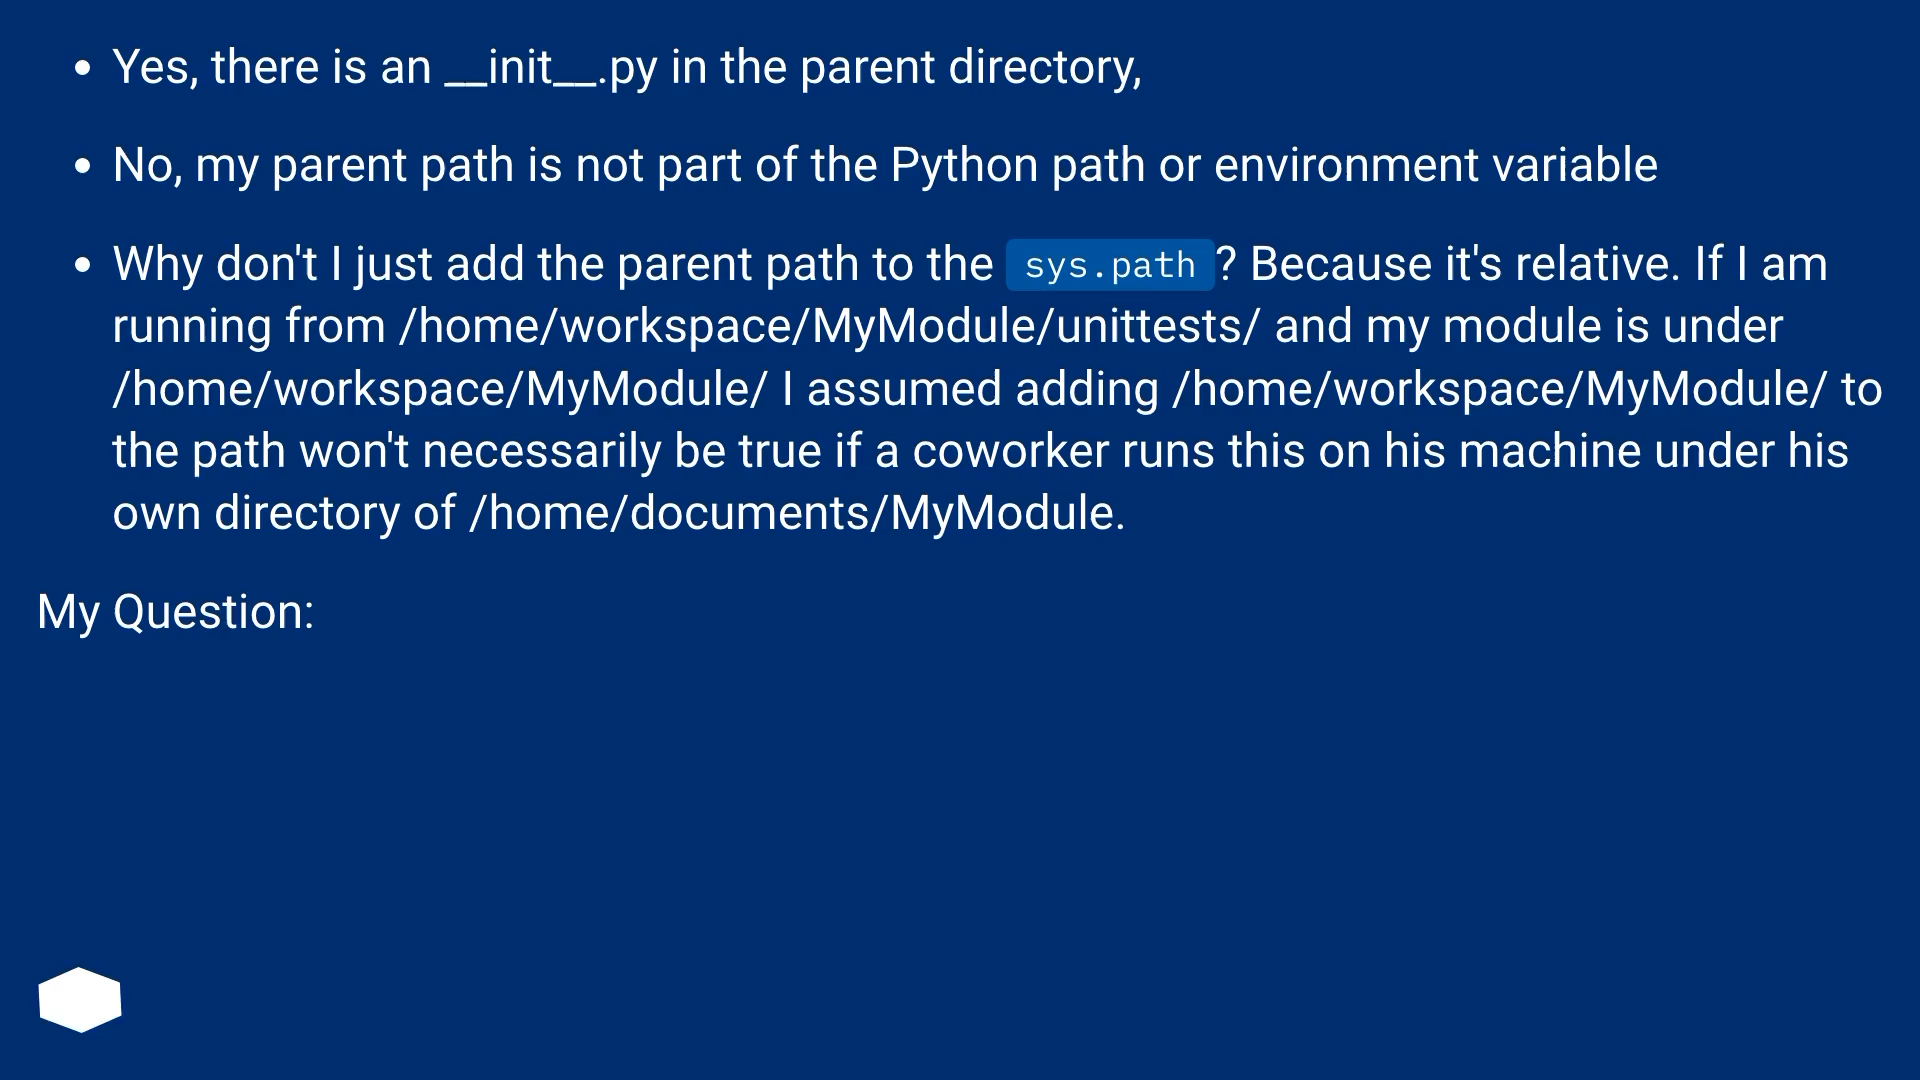 • Yes, there is an __init__.py in the parent directory,
• No, my parent path is not part of the Python path or environment variable
• Why don't I just add the parent path to the sys.path? Because it's relative. If I am
running from /home/workspace/MyModule/unittests/ and my module is under
/home/workspace/MyModule/ I assumed adding /home/workspace/MyModule/ to
the path won't necessarily be true if a coworker runs this on his machine under his
own directory of /home/documents/MyModule.
My Question: